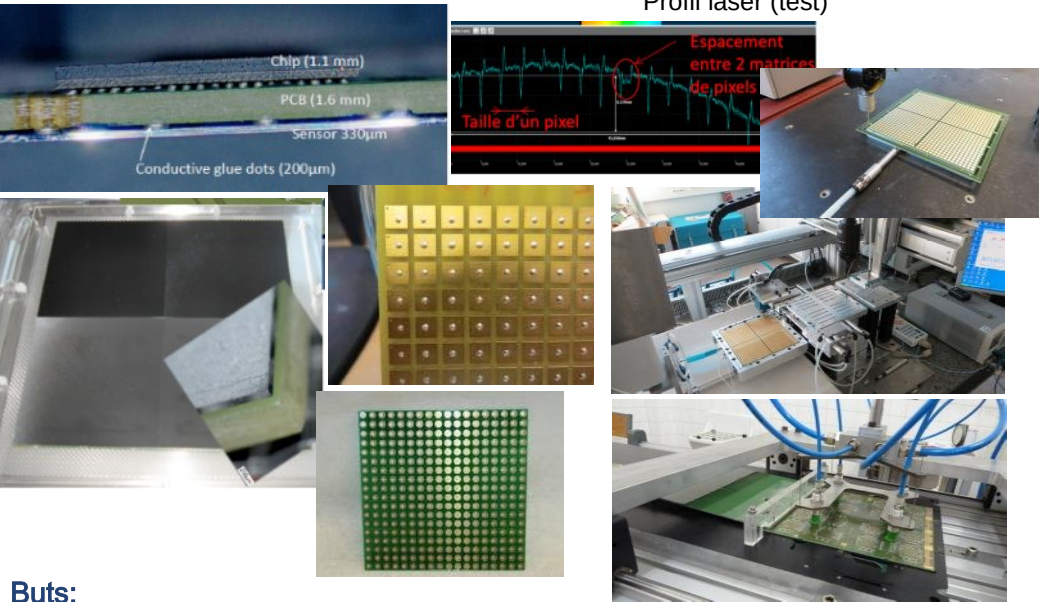 Profil laser (test)
Chip (1.1 mm)
PCB (1.6 mm)
Sensor 330µm
Conductive glue dots (200µm)
Espacement
entre 2 matrices
de pixels
Taille d'un pixel
Buts: